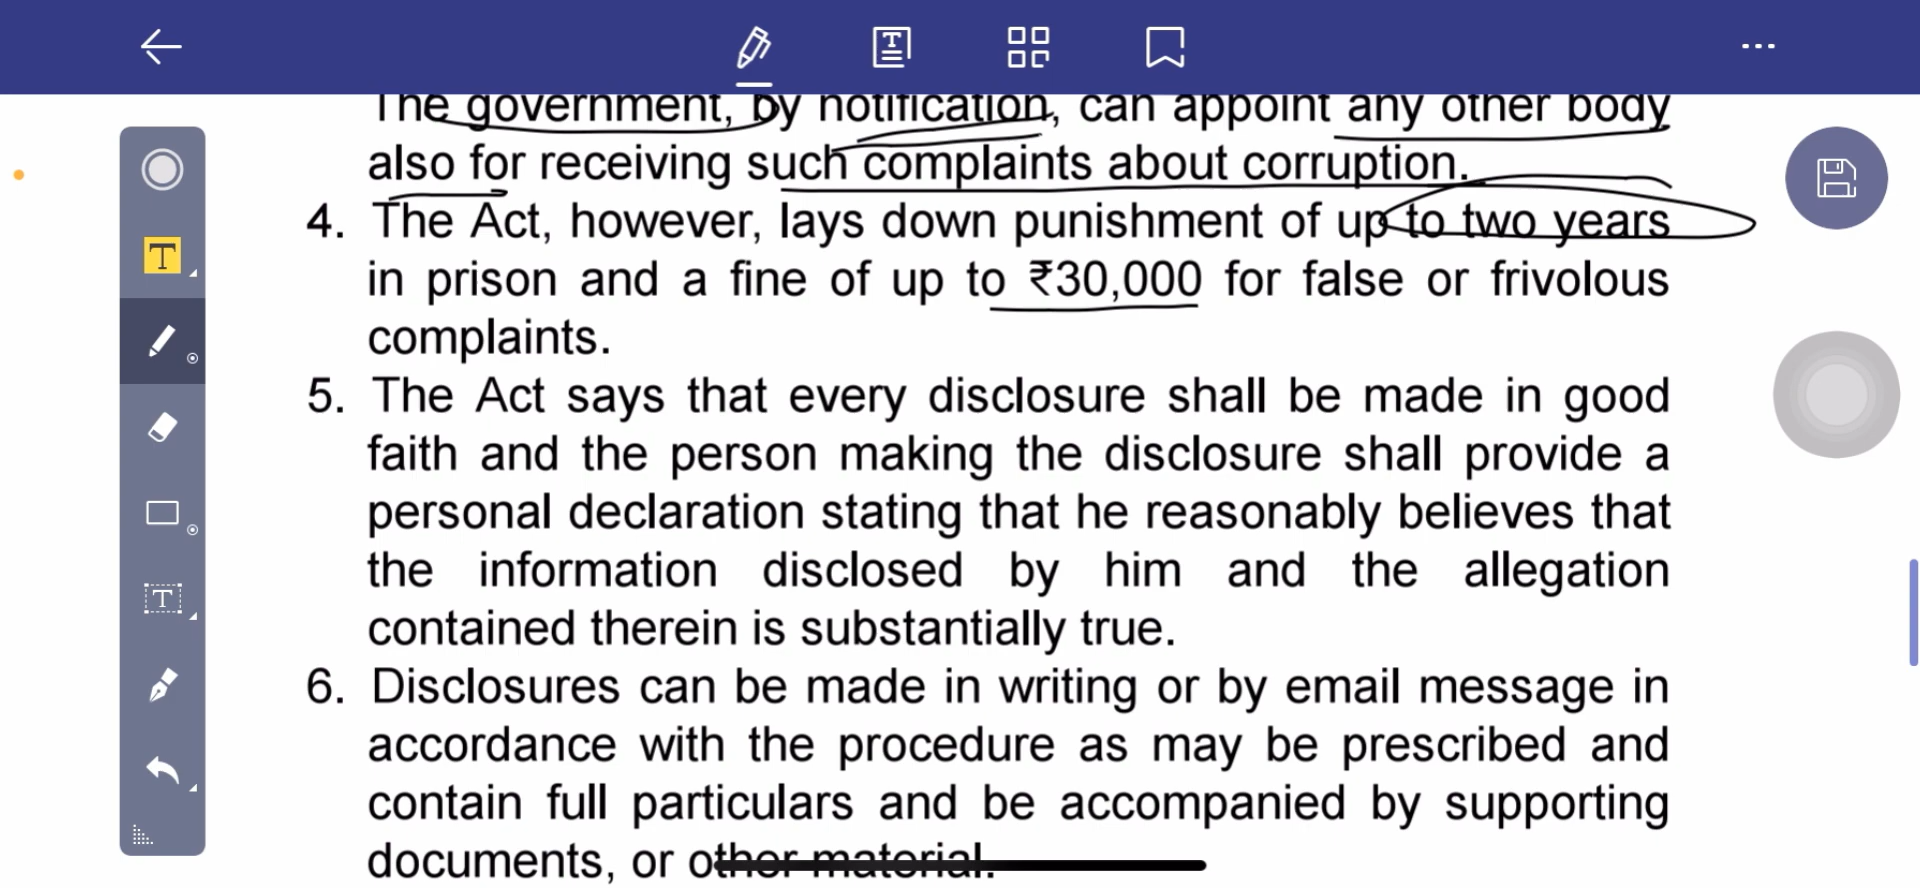 The government, by notification, can appoint any other body
also for receiving such complaints about corruption.
4. The Act, however, lays down punishment of up to two years
in prison and a fine of up to ₹30,000 for false or frivolous
complaints.
5. The Act says that every disclosure shall be made in good
faith and the person making the disclosure shall provide a
personal declaration stating that he reasonably believes that
the information disclosed by him and the allegation
contained therein is substantially true.
6. Disclosures can be made in writing or by email message in
accordance with the procedure as may be prescribed and
contain full particulars and be accompanied by supporting
documents, or other material.